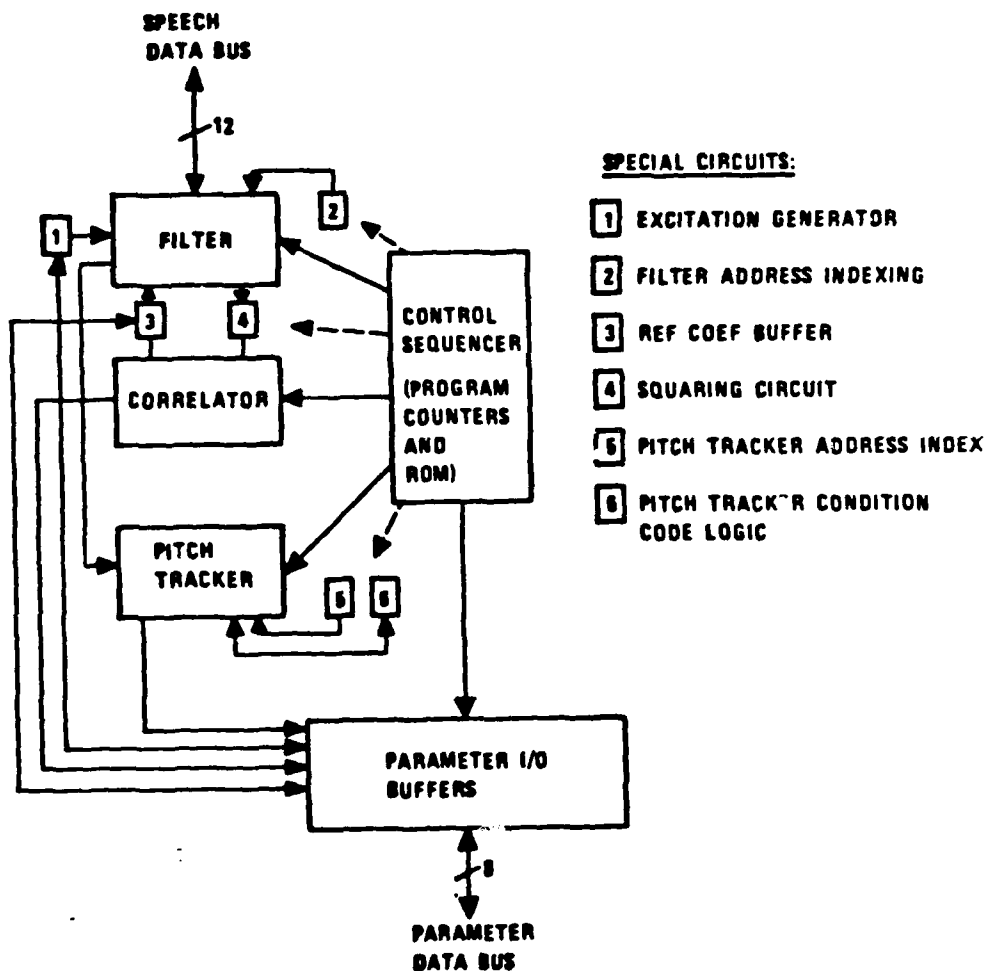 SPEECH
DATA BUS
12
SPECIAL CIRCUITS:
1 EXCITATION GENERATOR
2 FILTER ADDRESS INDEXING
3 REF COEF BUFFER
4 SQUARING CIRCUIT
5 PITCH TRACKER ADDRESS INDEX
6 PITCH TRACK R CONDITION
CODE LOGIC
1
FILTER
2
3
4
CONTROL
SEQUENCER
(PROGRAM
COUNTERS
AND
ROM)
CORRELATOR
PITCH
TRACKER
5
6
PARAMETER I/O
BUFFERS
8
PARAMETER
DATA BUS